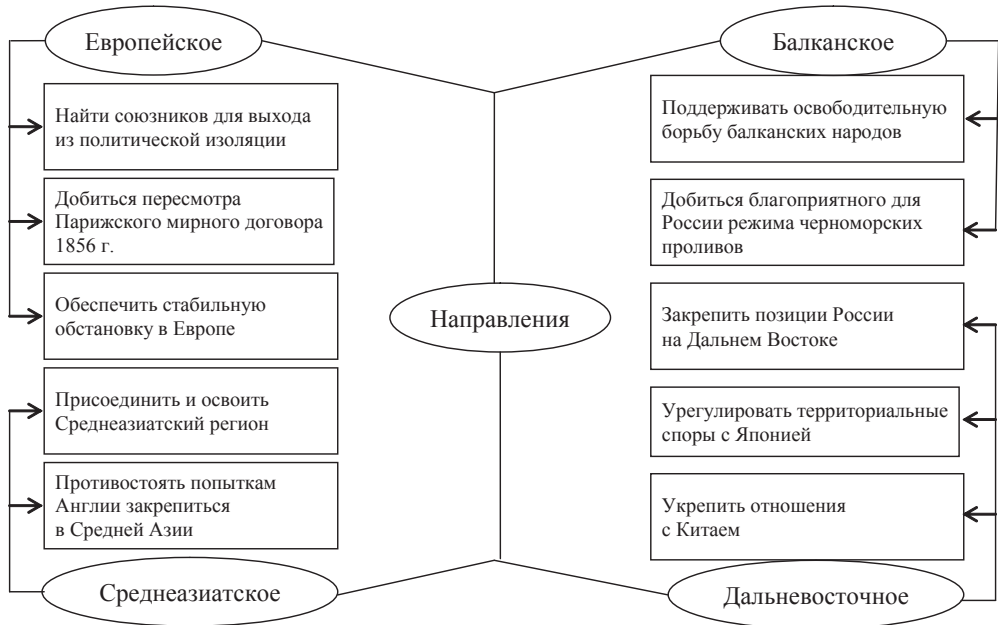 Европейское
Найти союзников для выхода
из политической изоляции
Добиться пересмотра
Парижского мирного договора
1856 г.
Обеспечить стабильную
обстановку в Европе
Балканское
Поддерживать освободительную
борьбу балканских народов
Добиться благоприятного для
России режима черноморских
проливов
Направления
Присоединить и освоить
Среднеазиатский регион
Противостоять попыткам
Англии закрепиться
в Средней Азии
Среднеазиатское
Закрепить позиции России
на Дальнем Востоке
Урегулировать территориальные
споры с Японией
Укрепить отношения
с Китаем
Дальневосточное